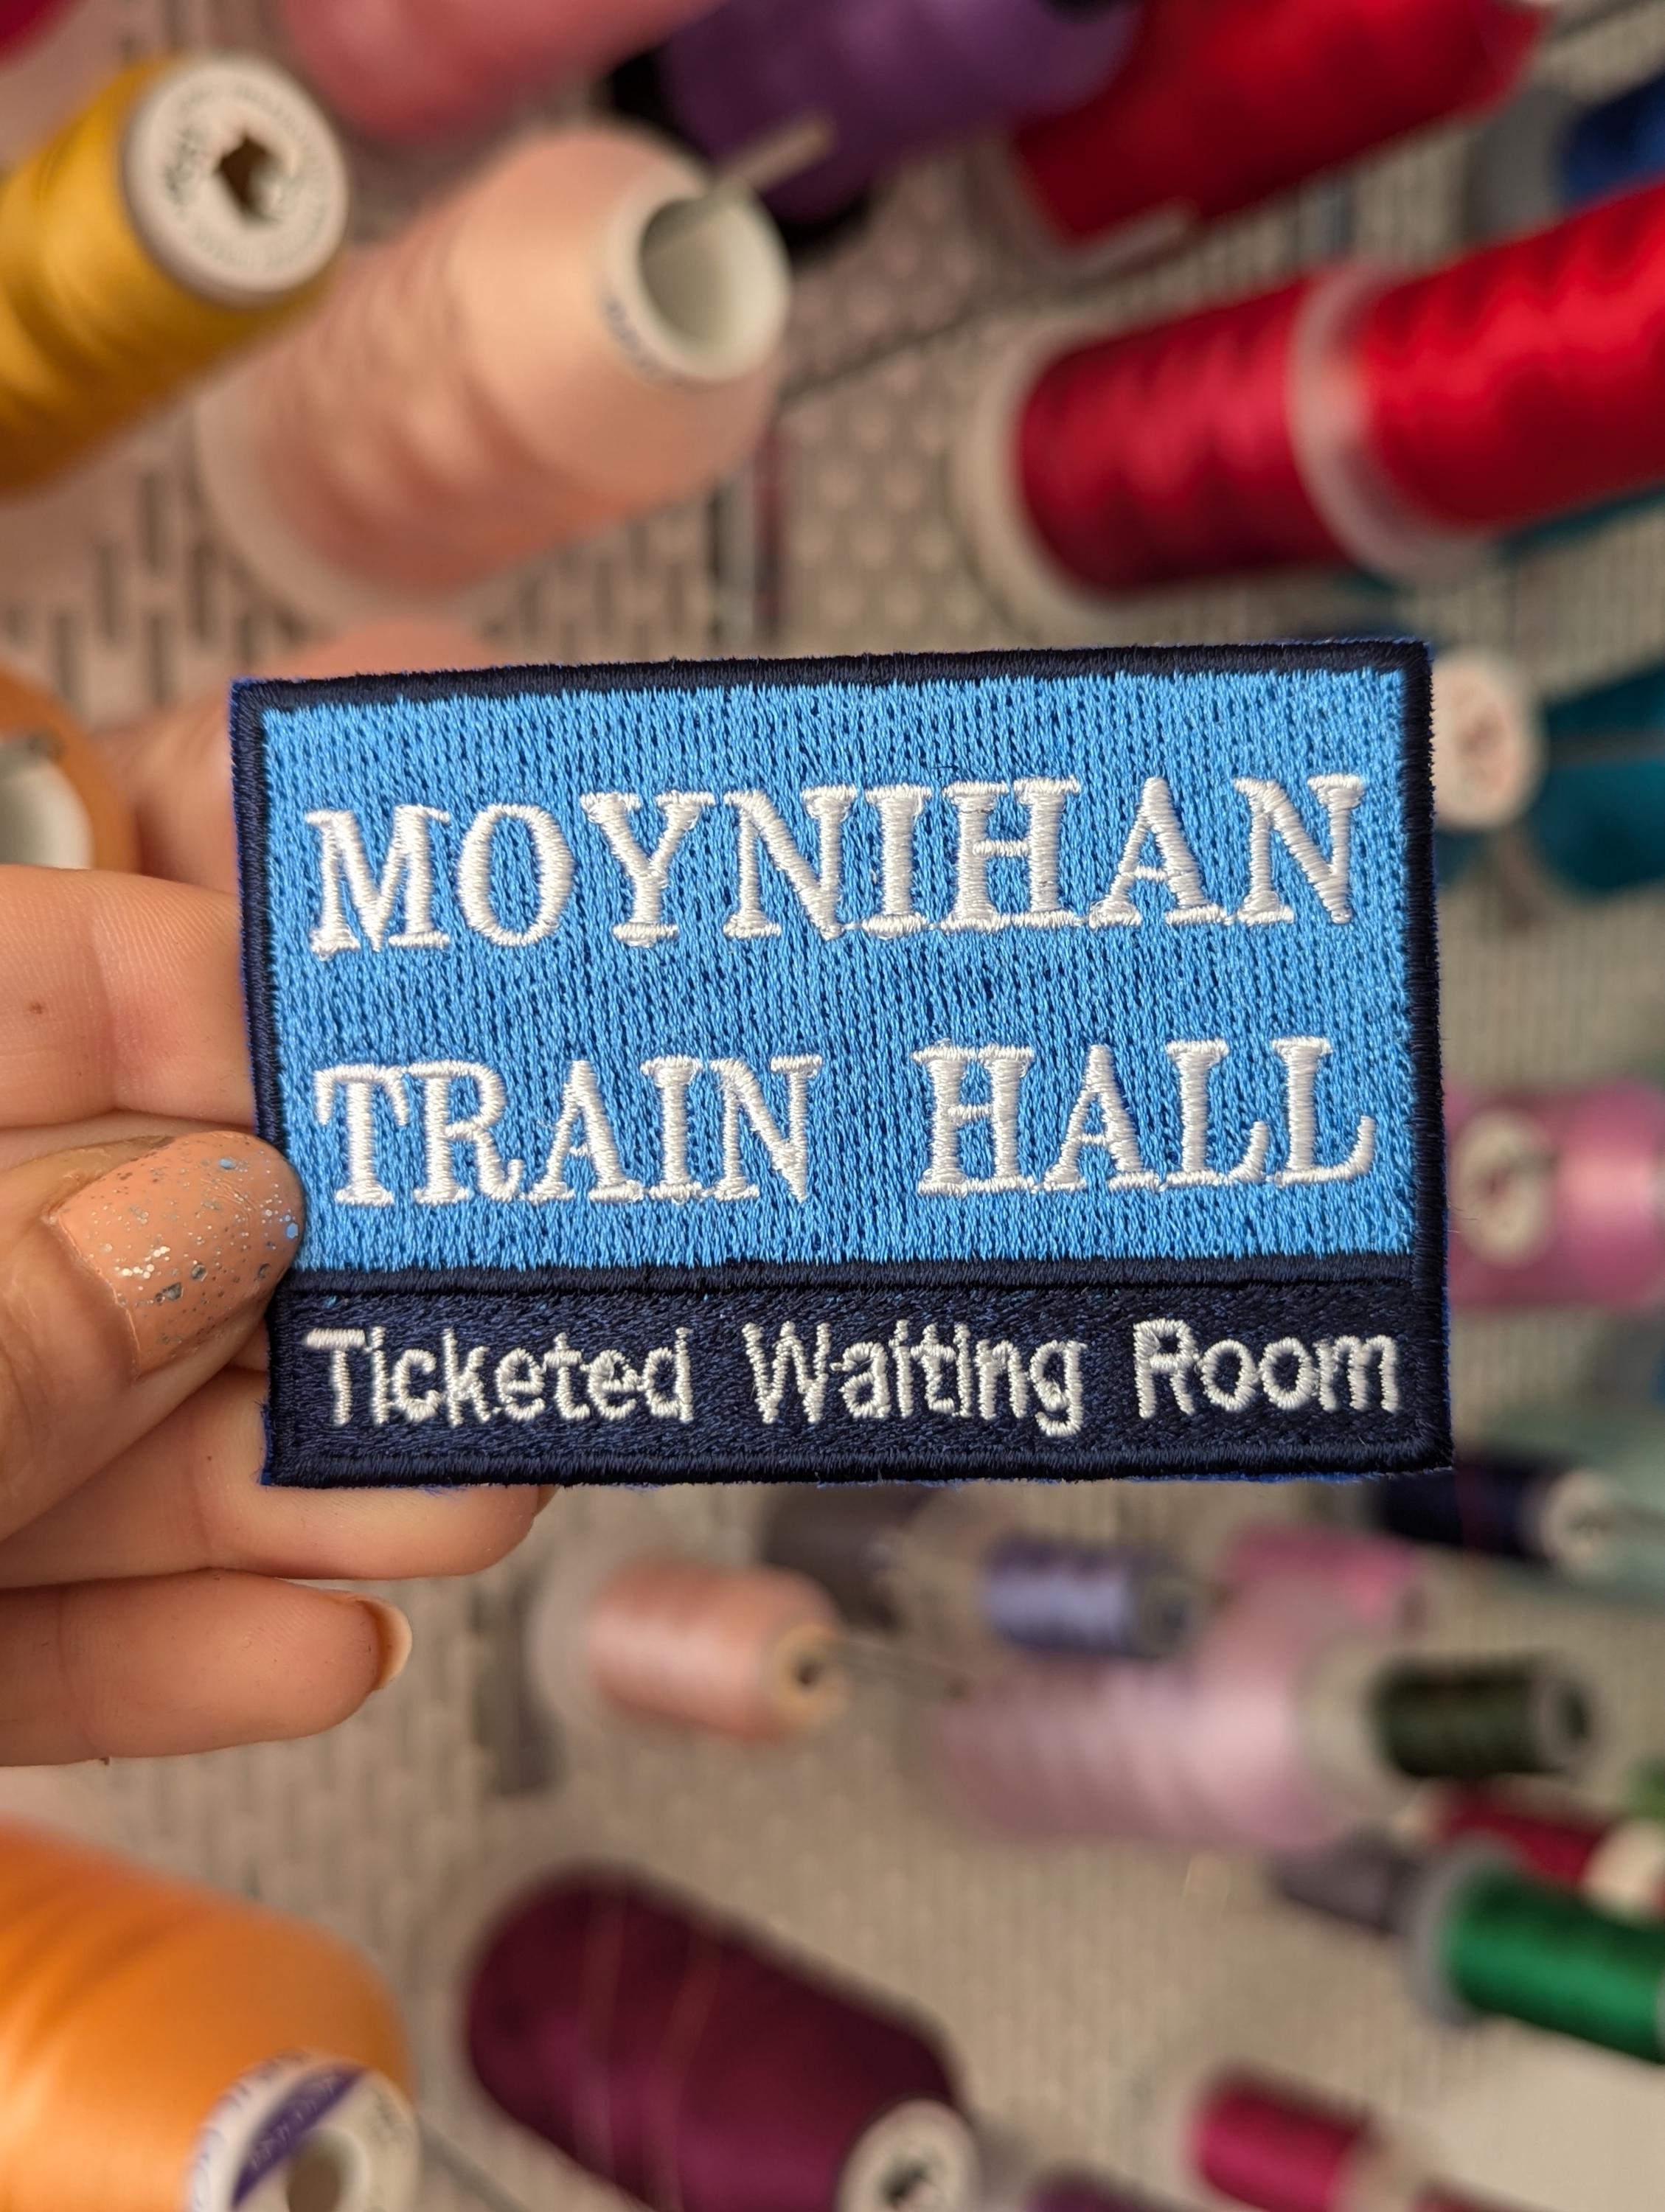 MOYNIHAN
TRAIN HALL
Ticketed Waiting Room